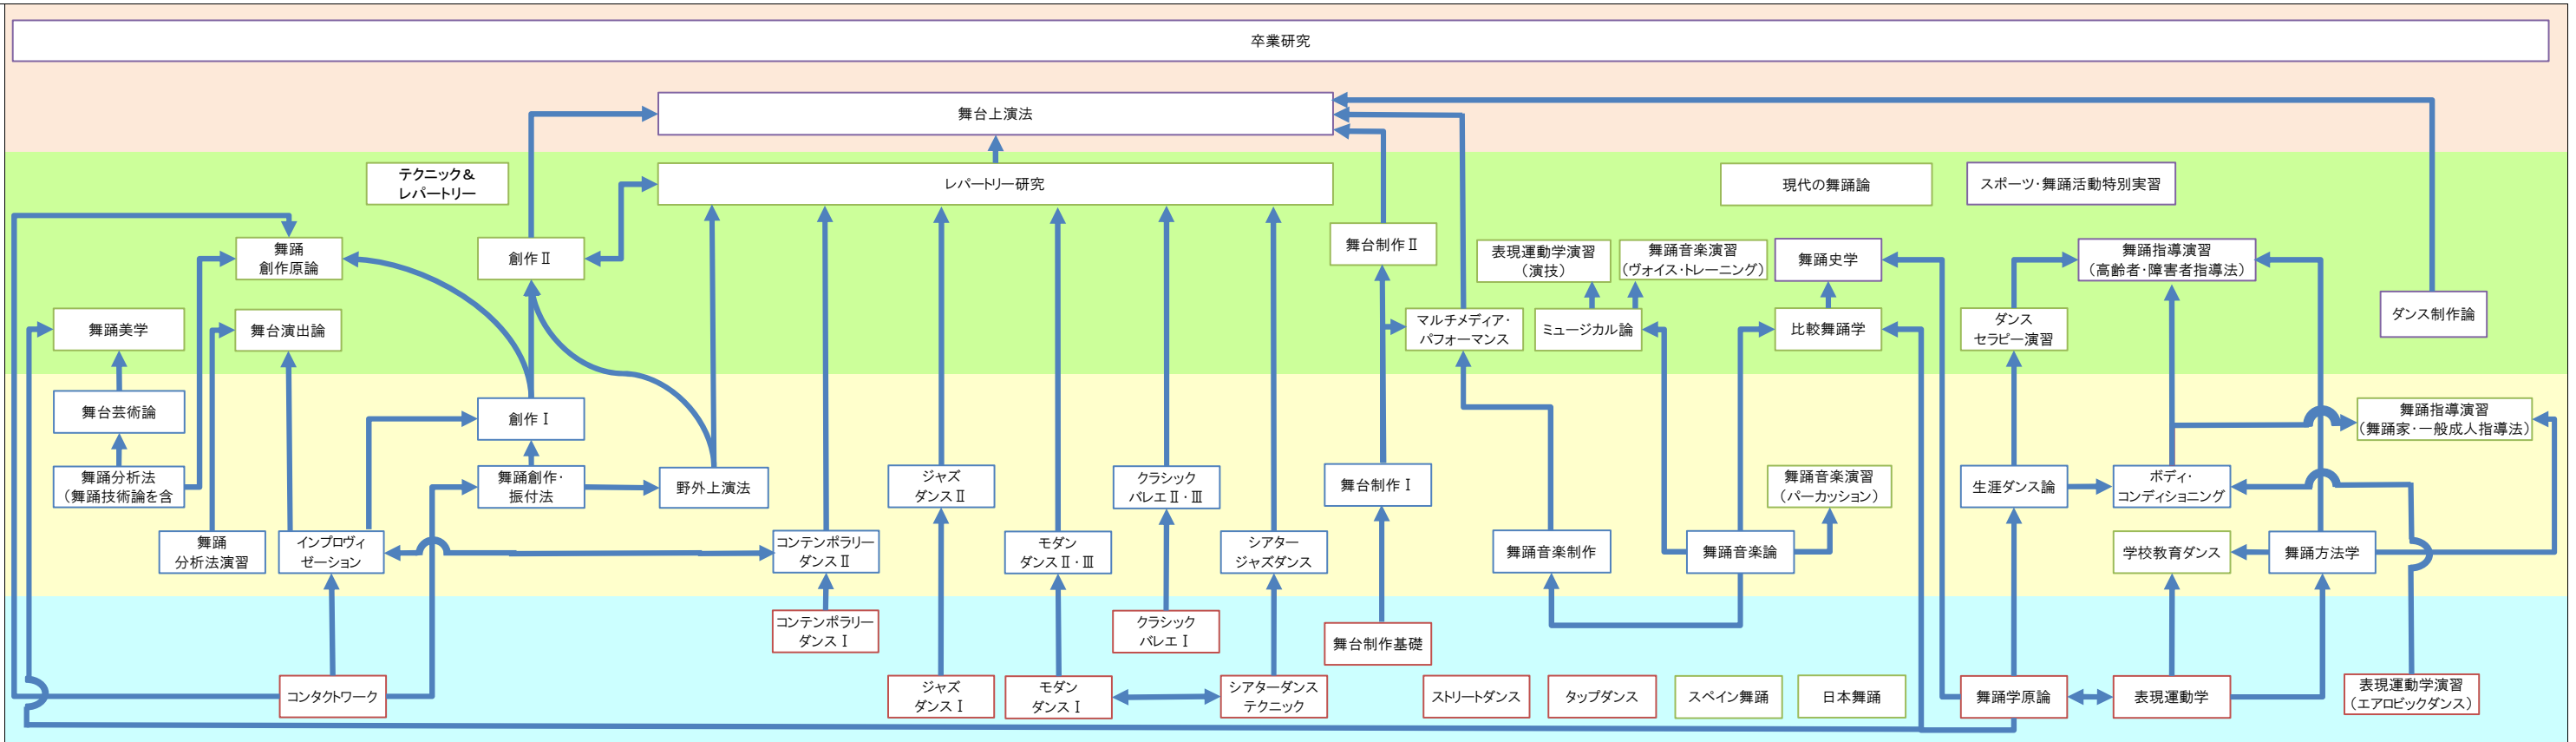 卒業研究
舞台上演法
テクニック＆
レパートリー
レパートリー研究
現代の舞踊論
スポーツ・舞踊活動特別実習
舞踊
創作原論
創作Ⅱ
舞台制作Ⅱ
表現運動学演習
（演技）
舞踊音楽演習
（ヴォイス・トレーニング）
舞踊史学
舞踊指導演習
（高齢者・障害者指導法）
舞踊美学
舞台演出論
マルチメディア・
パフォーマンス
ミュージカル論
比較舞踊学
ダンス
セラピー演習
ダンス制作論
舞台芸術論
創作Ⅰ
舞踊指導演習
（舞踊家・一般成人指導法）
舞踊分析法
（舞踊技術論を含
舞踊創作・
振付法
野外上演法
ジャズ
ダンスⅡ
クラシック
バレエⅡ・Ⅲ
舞台制作Ⅰ
舞踊音楽演習
（パーカッション）
生涯ダンス論
ボディ・
コンディショニング
舞踊
分析法演習
インプロヴィ
ゼーション
コンテンポラリー
ダンスⅡ
モダン
ダンスⅡ・Ⅲ
シアター
ジャズダンス
舞踊音楽制作
舞踊音楽論
学校教育ダンス
舞踊方法学
コンテンポラリー
ダンスⅠ
クラシック
バレエⅠ
舞台制作基礎
コンタクトワーク
ジャズ
ダンスⅠ
モダン
ダンスⅠ
シアターダンス
テクニック
ストリートダンス
タップダンス
スペイン舞踊
日本舞踊
舞踊学原論
表現運動学
表現運動学演習
（エアロビックダンス）